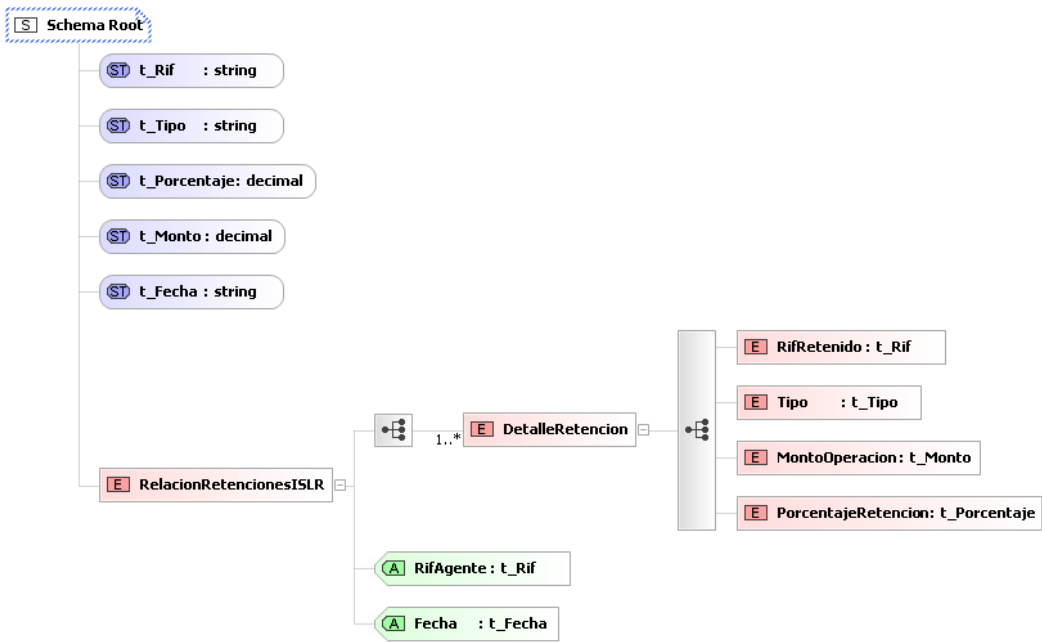 S Schema Root
ST t_Rif : string
ST t_Tipo : string
ST t_Porcentaje: decimal
ST t_Monto : decimal
ST t_Fecha : string
E RelacionRetencionesISLR
1..*
E DetalleRetencion
E RifRetenido : t_Rif
E Tipo : t_Tipo
E MontoOperacion: t_Monto
E PorcentajeRetencion: t_Porcentaje
A RifAgente : t_Rif
A Fecha : t_Fecha